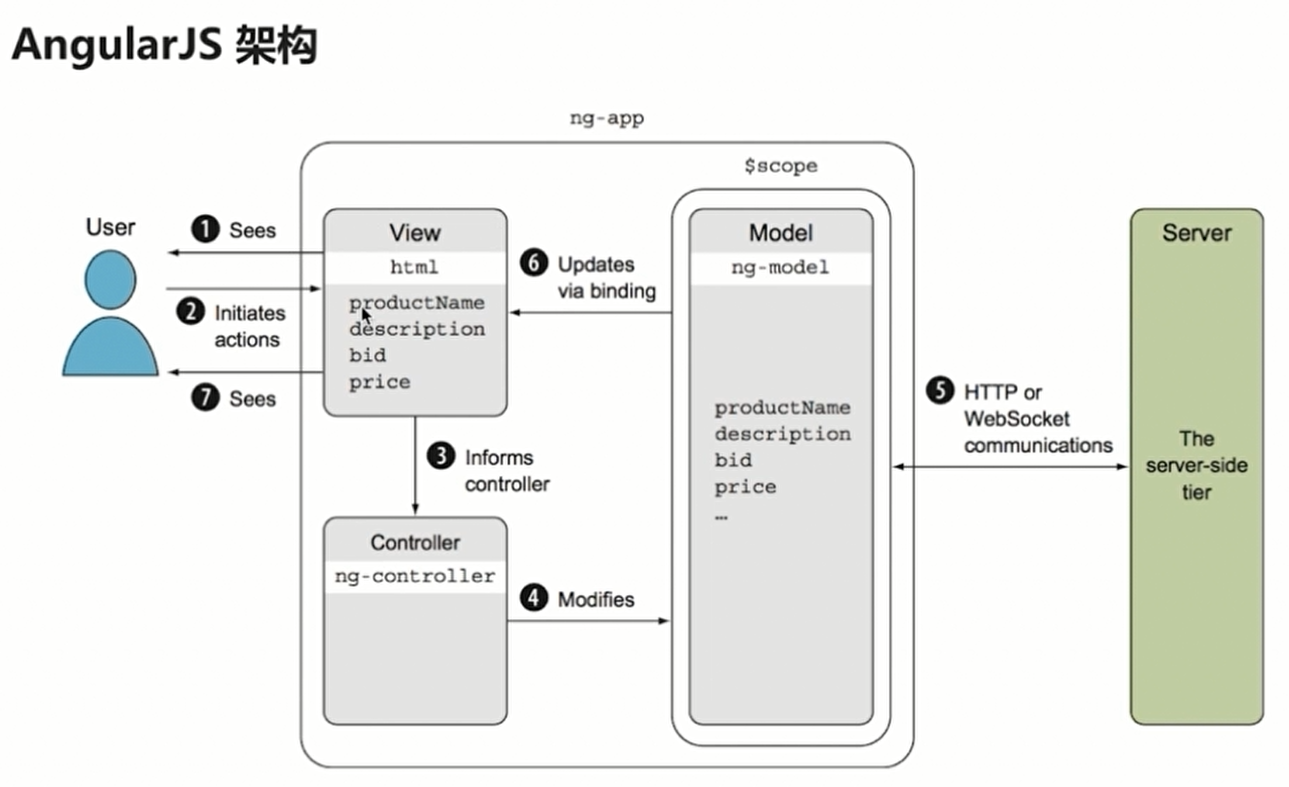 AngularJS 架构
ng-app
$scope
User
1 Sees
2 Initiates
actions
7 Sees
View
html
productName
description
bid
price
3 Informs
controller
Controller
ng-controller
4 Modifies
6 Updates
via binding
Model
ng-model
productName
description
bid
price
…
5 HTTP or
WebSocket
communications
Server
The
server-side
tier